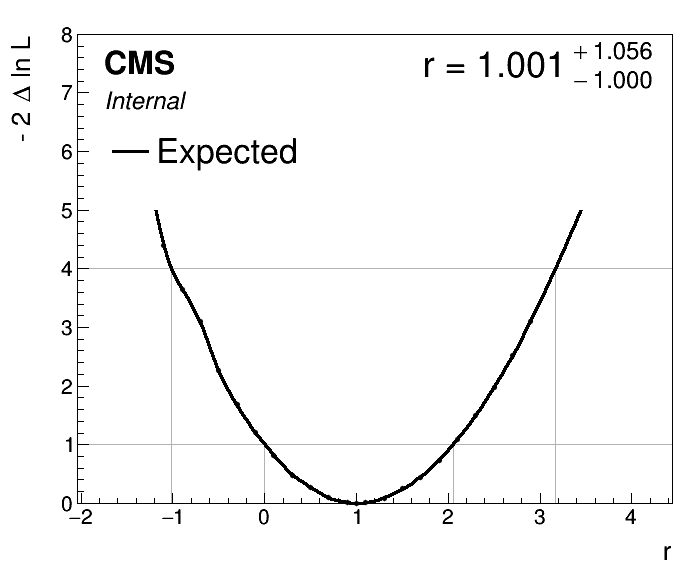 - 2 Δ ln L
8
7
6
5
4
3
2
1
0
CMS
Internal
r = 1.001 +1.056 −1.000
Expected
−2 −1 0 1 2 3 4
r